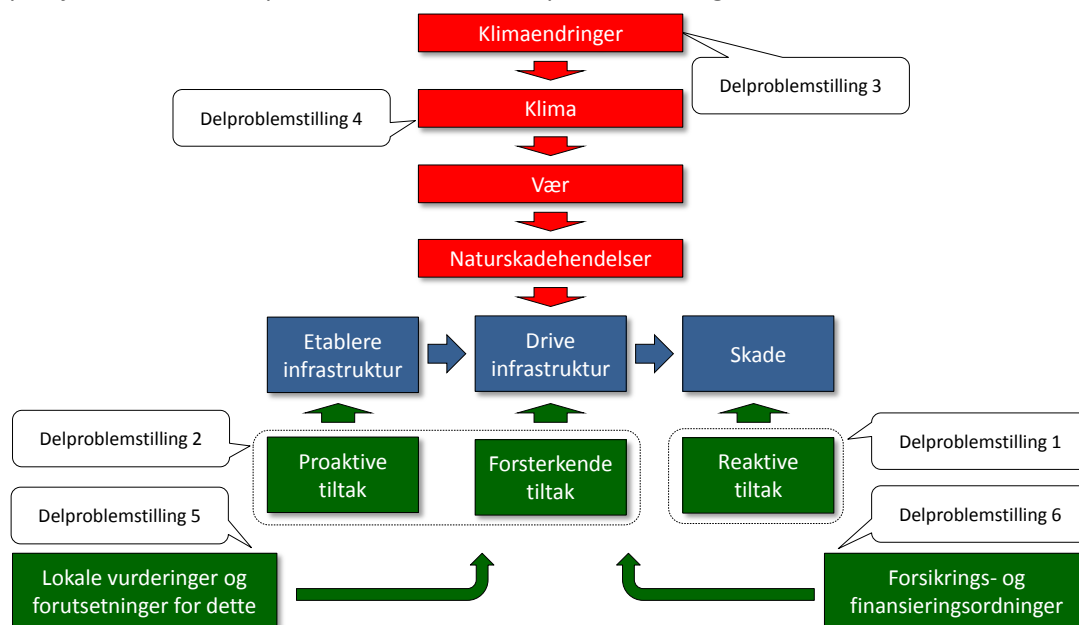 Klimaendringer
Delproblemstilling 3
Klima
Delproblemstilling 4
Vær
Naturskadehendelser
Etablere
infrastruktur
Drive
infrastruktur
Skade
Delproblemstilling 2
Delproblemstilling 1
Proaktive
tiltak
Forsterkende
tiltak
Reaktive
tiltak
Delproblemstilling 5
Delproblemstilling 6
Lokale vurderinger og
forutsetninger for dette
Forsikrings- og
finansieringsordninger